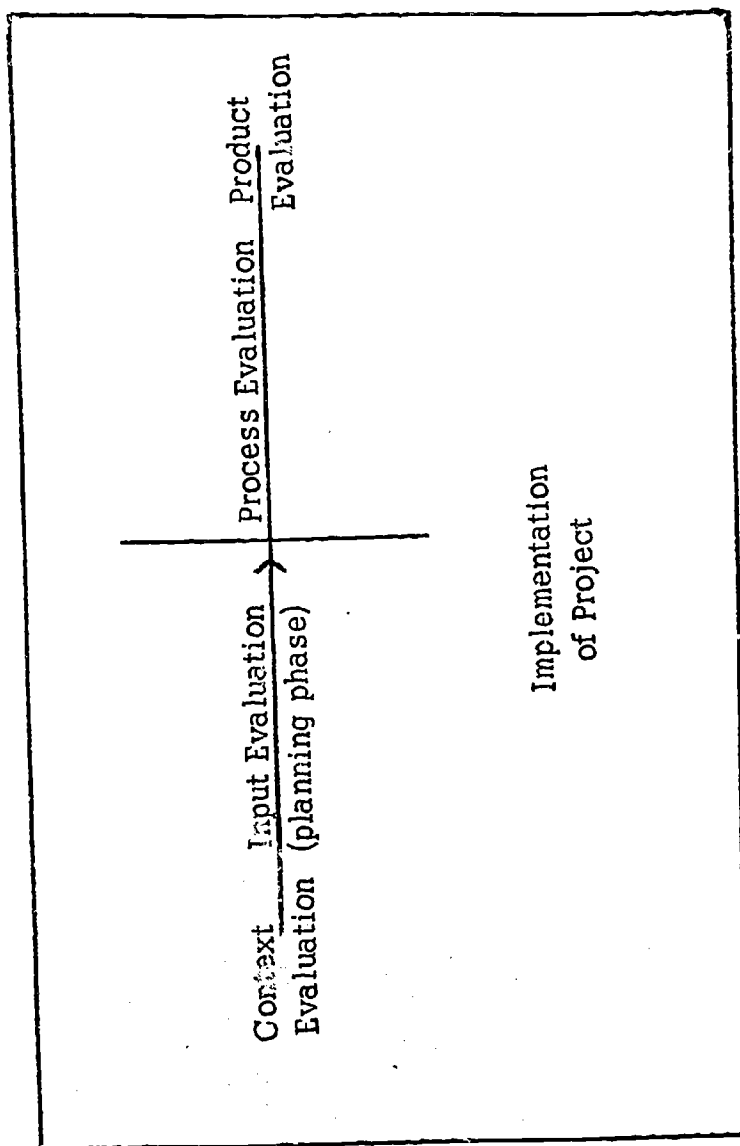 Context Input Evaluation Process Evaluation Product
Evaluation (planning phase) Evaluation
Implementation
of Project